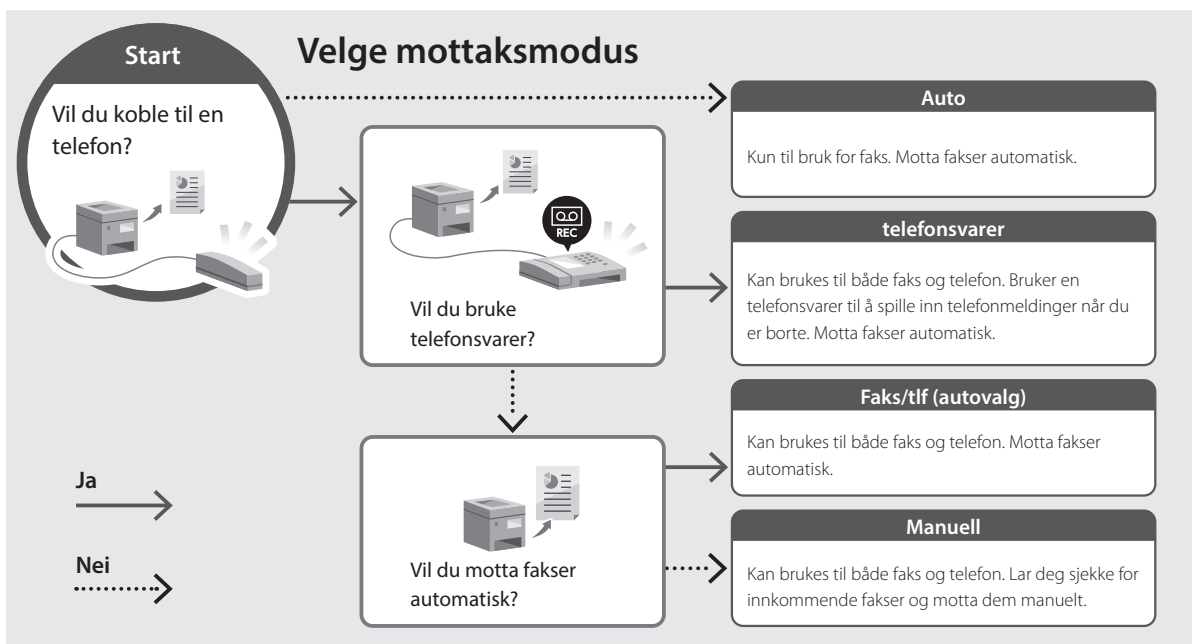 Start
Velge mottaksmodus
Vil du koble til en
telefon?
Auto
Kun til bruk for faks. Motta fakser automatisk.
REC
Vil du bruke
telefonsvarer?
telefonsvarer
Kan brukes til både faks og telefon. Bruker en
telefonsvarer til å spille inn telefonmeldinger når du
er borte. Motta fakser automatisk.
Faks/tlf (autovalg)
Kan brukes til både faks og telefon. Motta fakser
automatisk.
Ja
Nei
Vil du motta fakser
automatisk?
Manuell
Kan brukes til både faks og telefon. Lar deg sjekke for
innkommende fakser og motta dem manuelt.